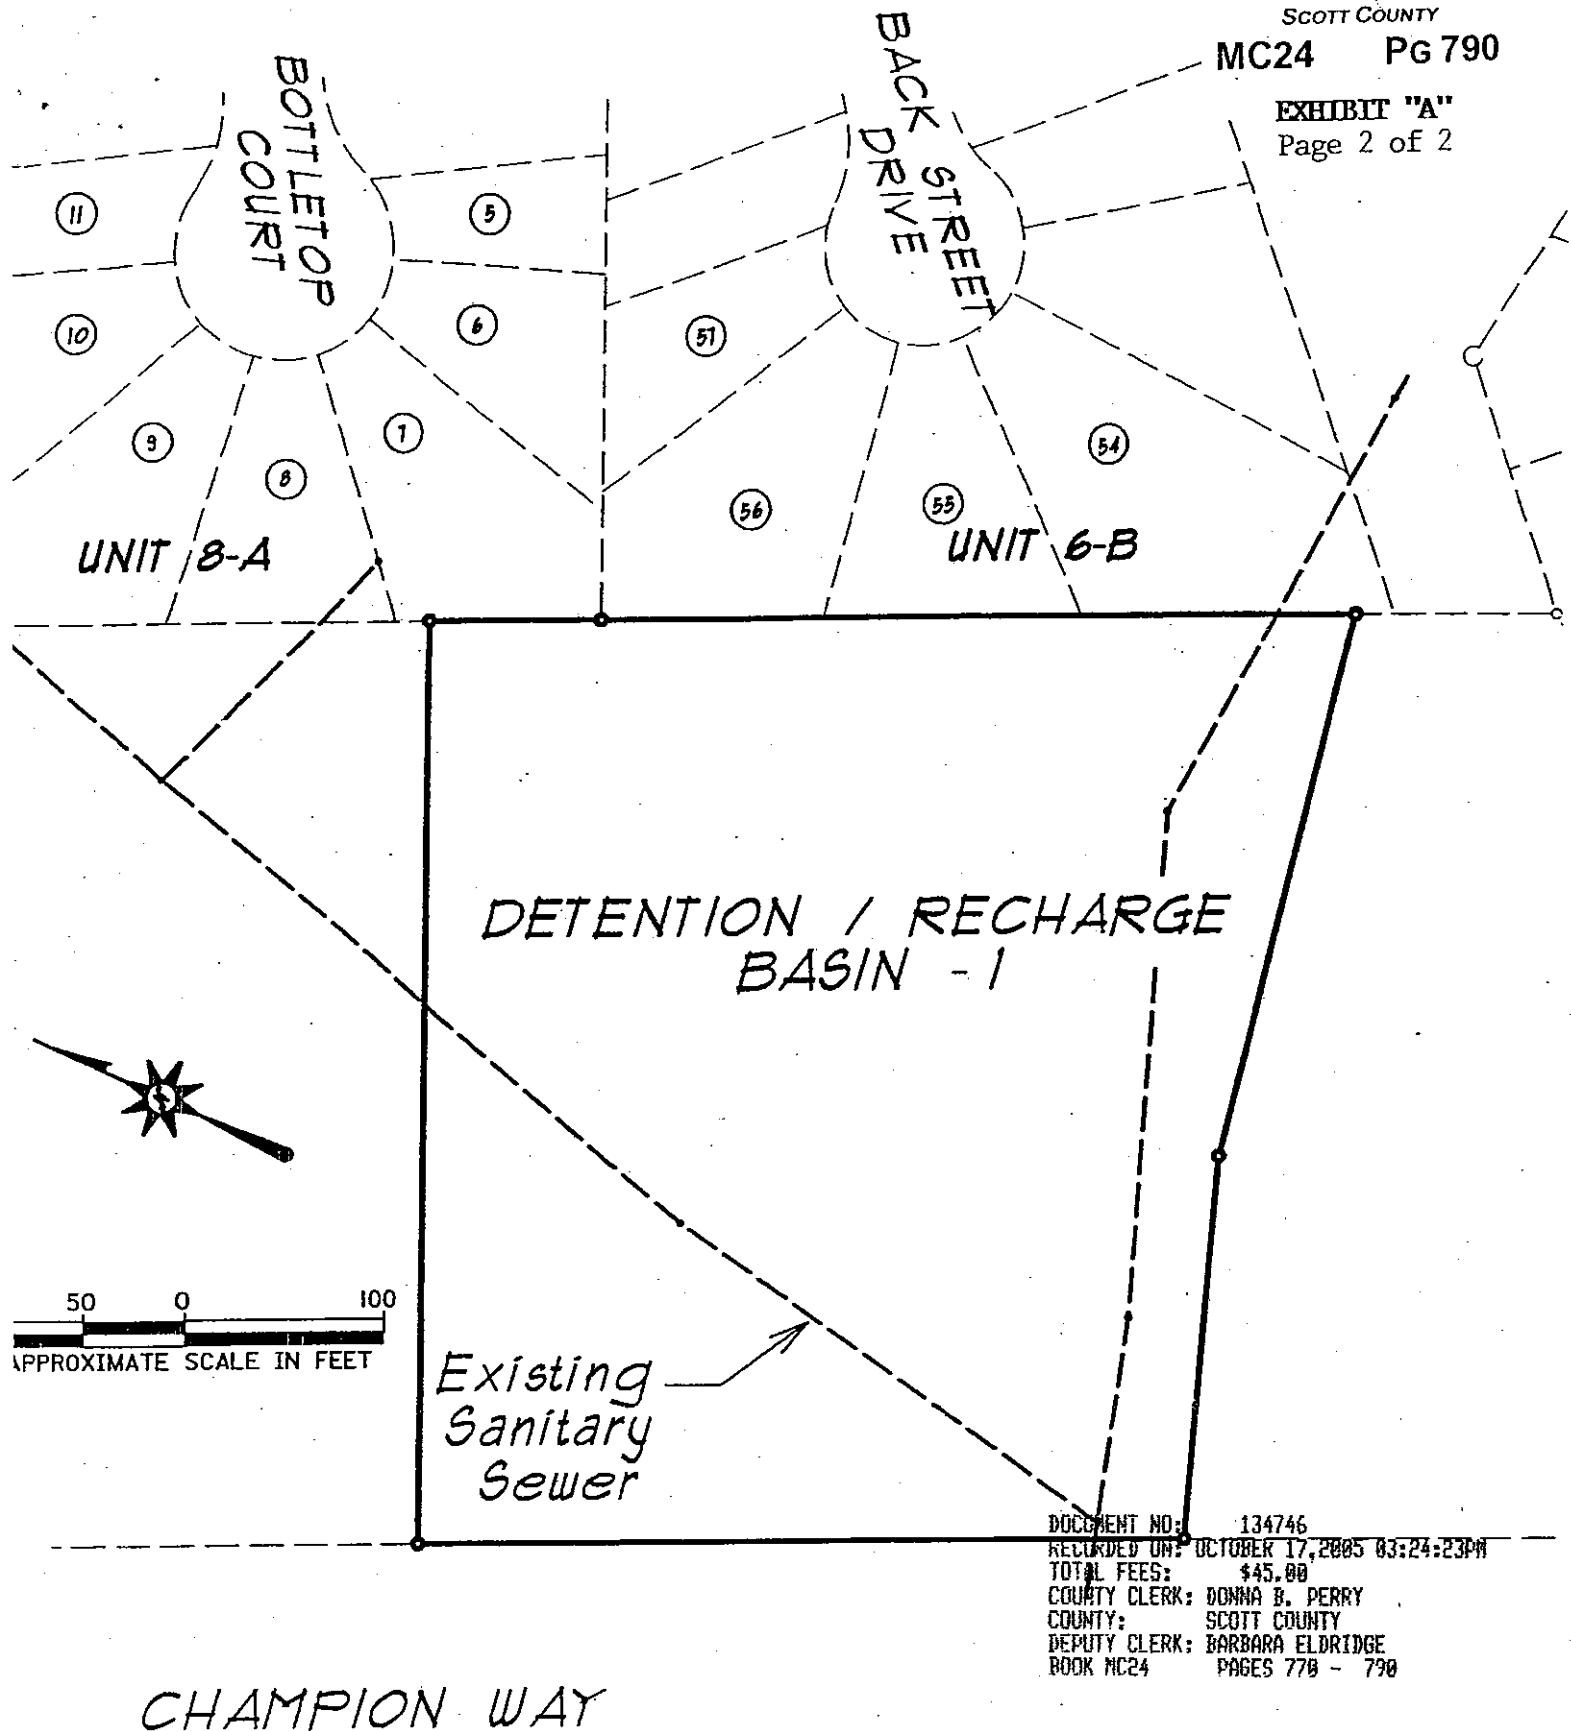 SCOTT COUNTY
MC24 PG 790
EXHIBIT "A"
Page 2 of 2
BOTTLETOP
COURT
BACK STREET
DRIVE
11
5
10
6
57
9
7
8
54
56
55
UNIT 8-A
UNIT 6-B
DETENTION / RECHARGE
BASIN - 1
50 0 100
APPROXIMATE SCALE IN FEET
Existing
Sanitary
Sewer
DOCUMENT NO: 134746
RECORDED ON: OCTOBER 17,2005 03:24:23PM
TOTAL FEES: $45.00
COUNTY CLERK: DONNA B. PERRY
COUNTY: SCOTT COUNTY
DEPUTY CLERK: BARBARA ELDRIDGE
BOOK MC24 PAGES 770 - 790
CHAMPION WAY